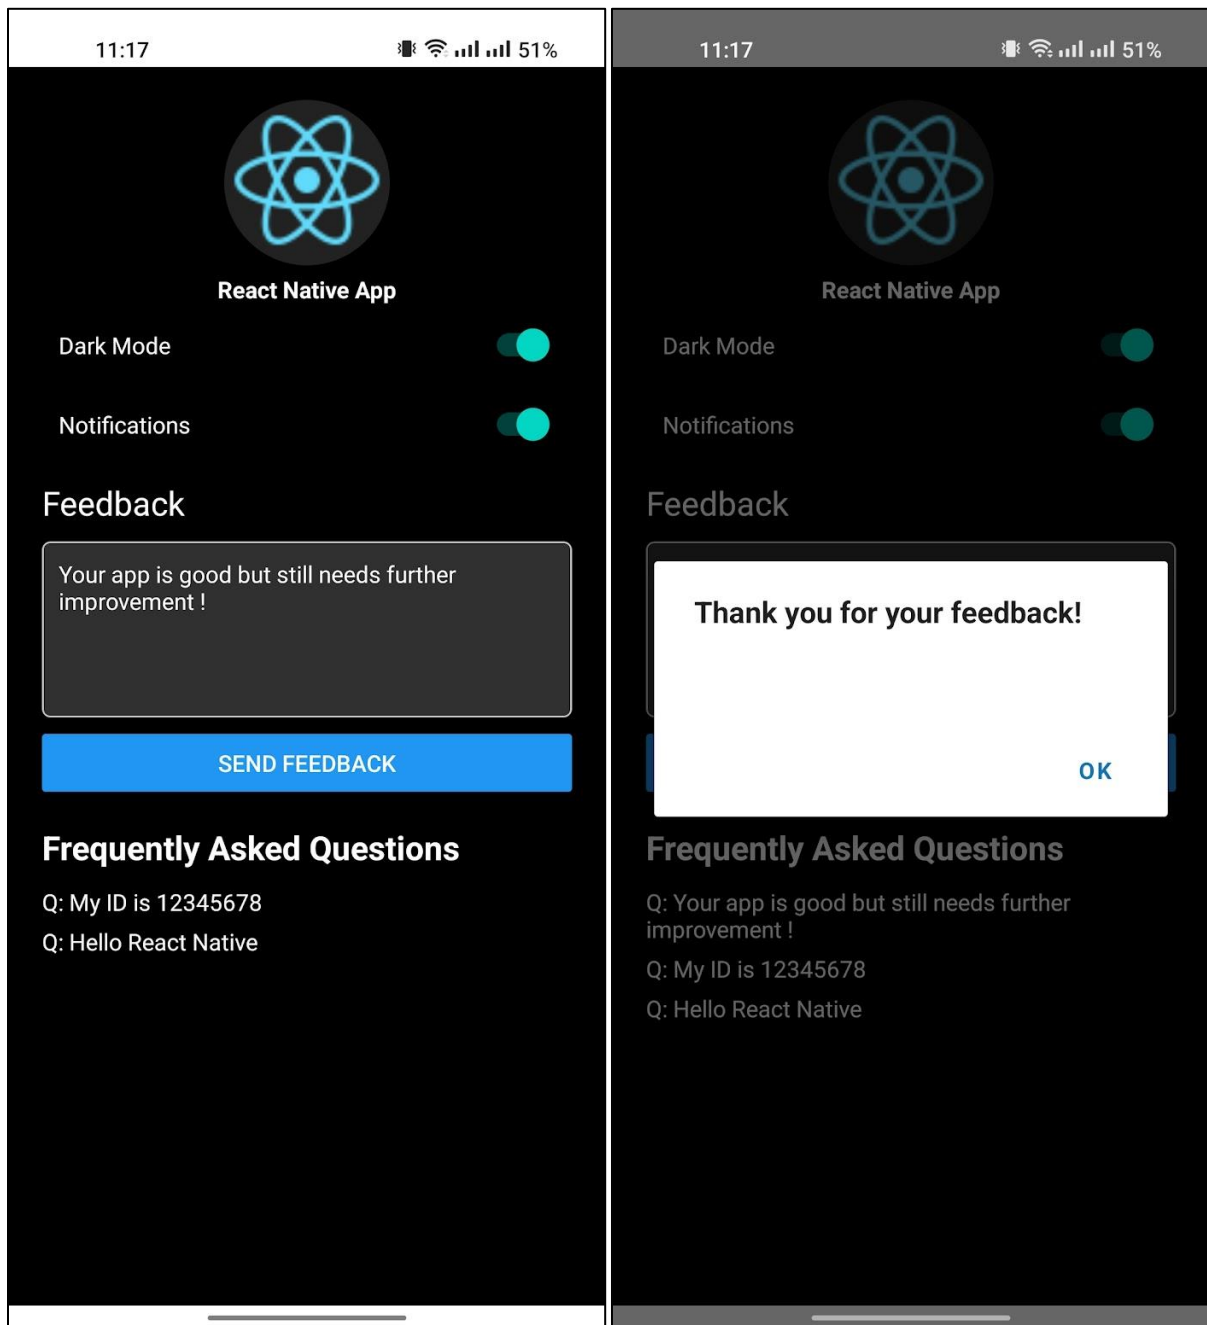 11:17 51%
React Native App
Dark Mode
Notifications
Feedback
Your app is good but still needs further
improvement !
SEND FEEDBACK
Frequently Asked Questions
Q: My ID is 12345678
Q: Hello React Native
11:17 51%
React Native App
Dark Mode
Notifications
Feedback
Thank you for your feedback!
OK
Frequently Asked Questions
Q: Your app is good but still needs further
improvement !
Q: My ID is 12345678
Q: Hello React Native